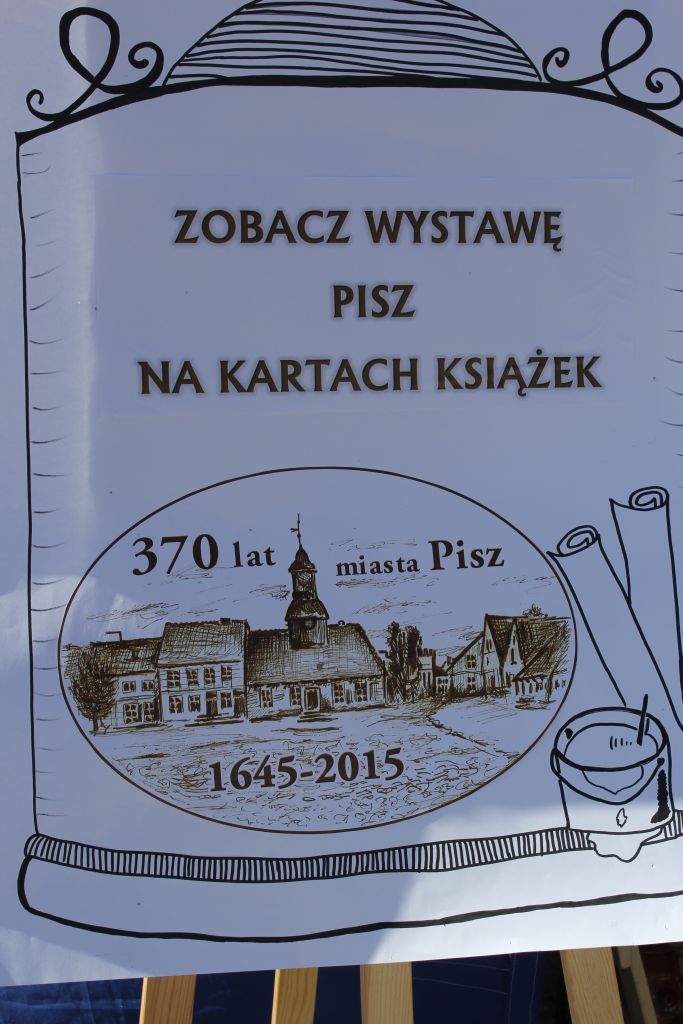 ZOBACZ WYSTAWĘ
PISZ
NA KARTACH KSIĄŻEK
370 lat miasta Pisz
1645-2015